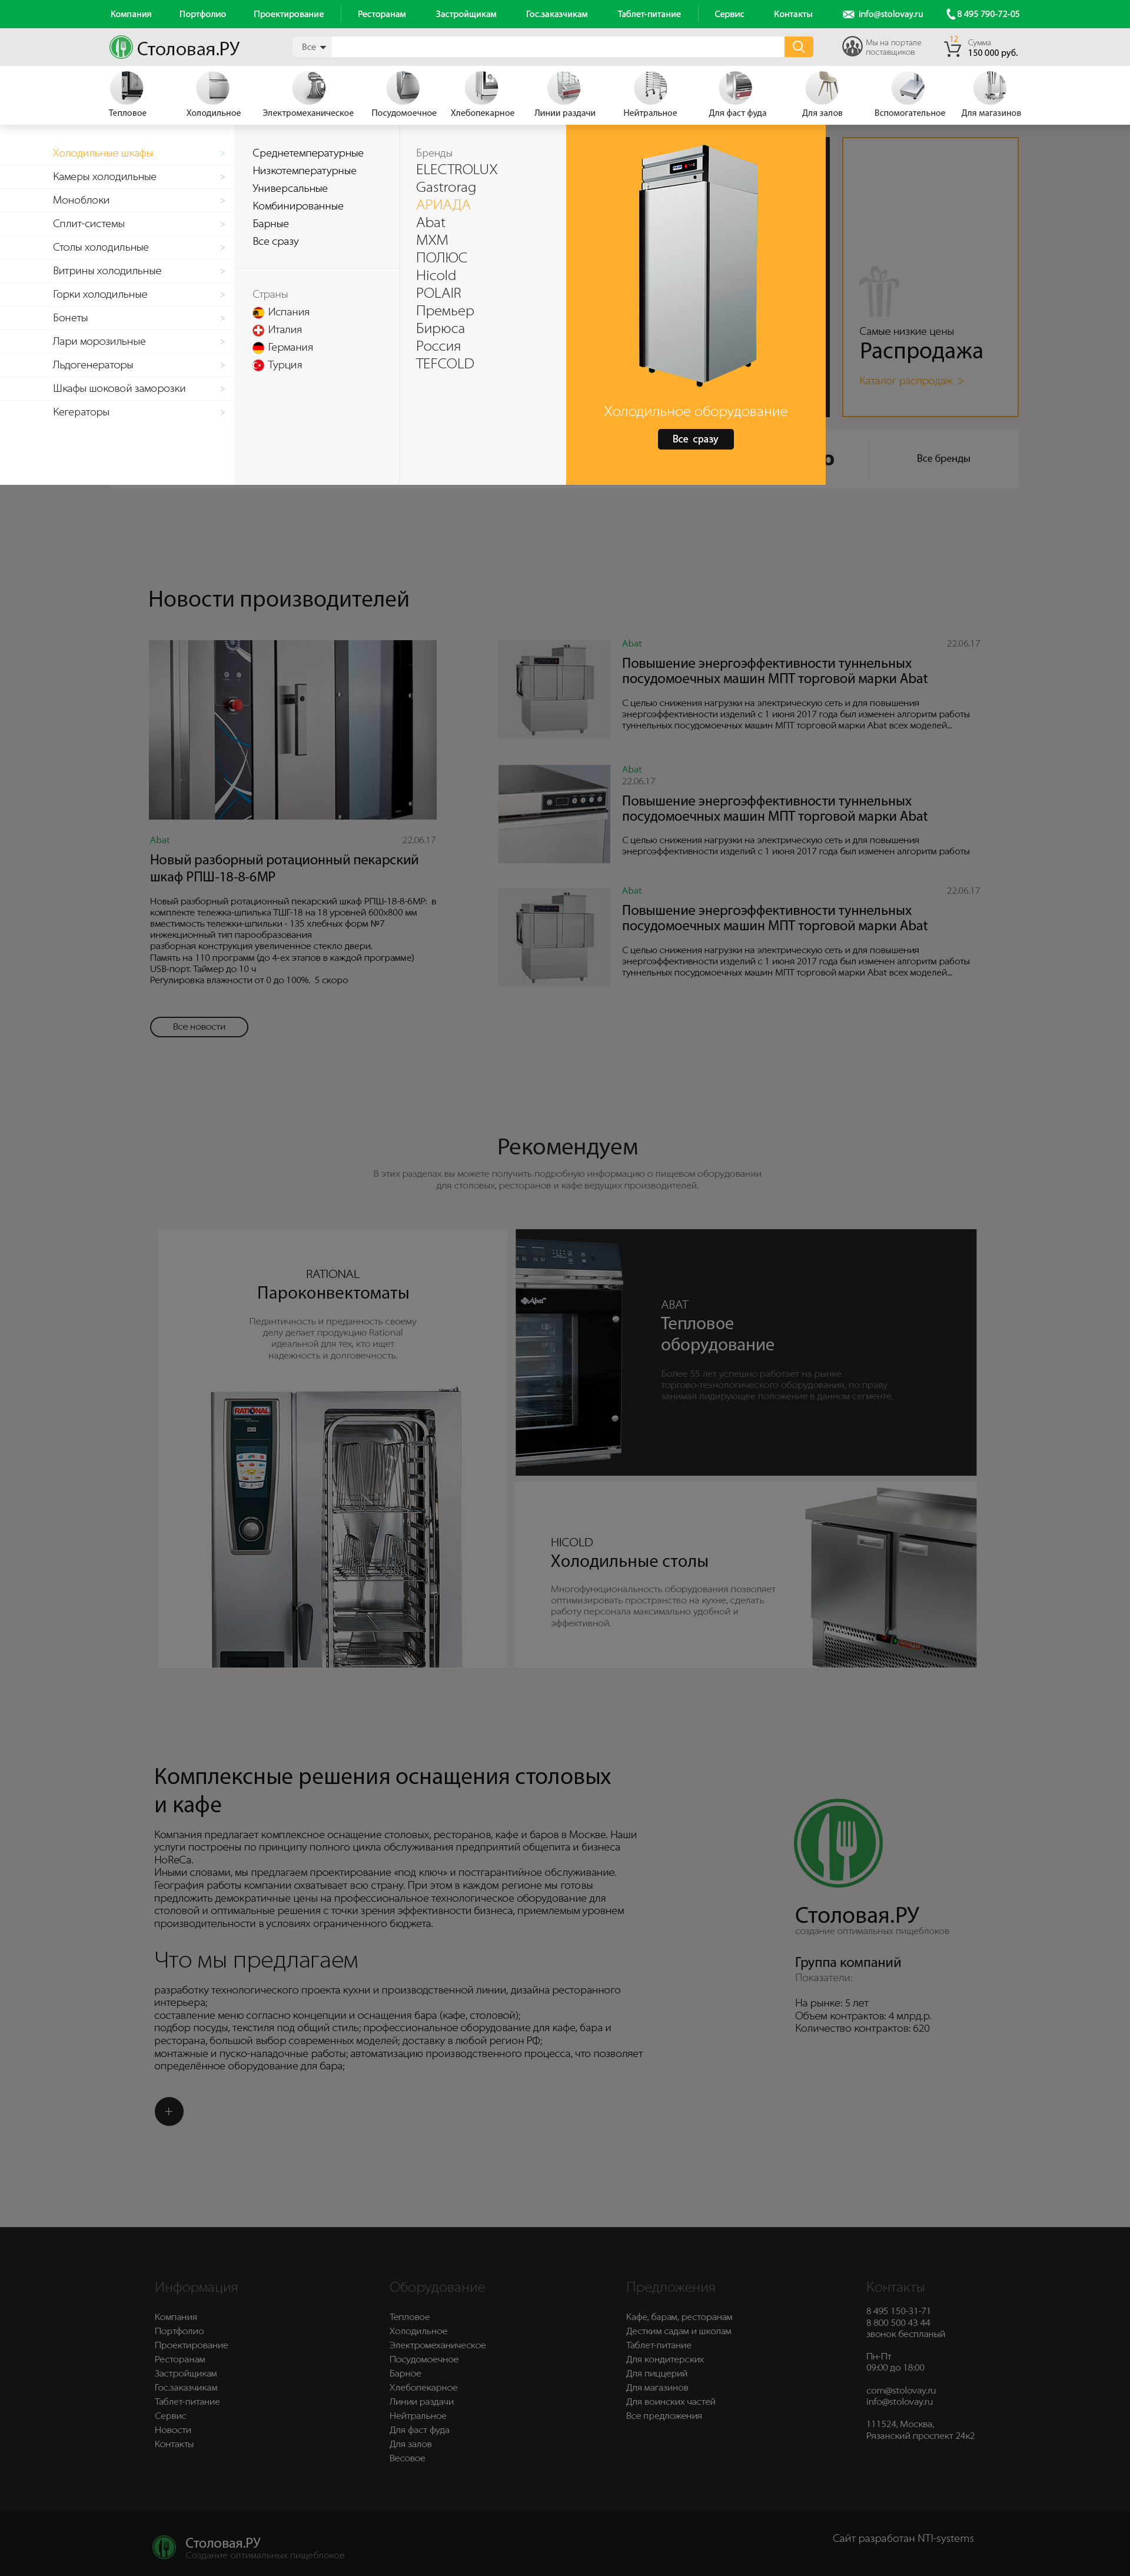 Компания Портфолио Проектирование Ресторанам Застройщикам Гос.заказчикам Таблет-питание Сервис Контакты info@stolovay.ru 8 495 790-72-05
Столовая.РУ
Все
Мы на портале
поставщиков
12
Сумма
150 000 руб.
Тепловое Холодильное Электромеханическое Посудомоечное Хлебопекарное Линии раздачи Нейтральное Для фаст фуда Для залов Вспомогательное Для магазинов
Холодильные шкафы >
Камеры холодильные >
Моноблоки >
Сплит-системы >
Столы холодильные >
Витрины холодильные >
Горки холодильные >
Бонеты >
Лари морозильные >
Льдогенераторы >
Шкафы шоковой заморозки >
Кегераторы >
Среднетемпературные
Низкотемпературные
Универсальные
Комбинированные
Барные
Все сразу
Страны
Испания
Италия
Германия
Турция
Бренды
ELECTROLUX
Gastrorag
АРИАДА
Abat
МХМ
ПОЛЮС
Hicold
POLAIR
Премьер
Бирюса
Россия
TEFCOLD
Холодильное оборудование
Все сразу
Самые низкие цены
Распродажа
Каталог распродаж >
Все бренды
Новости производителей
Abat 22.06.17
Новый разборный ротационный пекарский
шкаф РПШ-18-8-6МР
Новый разборный ротационный пекарский шкаф РПШ-18-8-6МР: в
комплекте тележка-шпилька ТШГ-18 на 18 уровней 600х800 мм
вместимость тележки-шпильки - 135 хлебных форм №7
инжекционный тип парообразования
разборная конструкция увеличенное стекло двери.
Память на 110 программ (до 4-ех этапов в каждой программе)
USB-порт. Таймер до 10 ч
Регулировка влажности от 0 до 100%. 5 скоро
Все новости
Abat 22.06.17
Повышение энергоэффективности туннельных
посудомоечных машин МПТ торговой марки Abat
С целью снижения нагрузки на электрическую сеть и для повышения
энергоэффективности изделий с 1 июня 2017 года был изменен алгоритм работы
туннельных посудомоечных машин МПТ торговой марки Abat всех моделей...
Abat
22.06.17
Повышение энергоэффективности туннельных
посудомоечных машин МПТ торговой марки Abat
С целью снижения нагрузки на электрическую сеть и для повышения
энергоэффективности изделий с 1 июня 2017 года был изменен алгоритм работы
Abat 22.06.17
Повышение энергоэффективности туннельных
посудомоечных машин МПТ торговой марки Abat
С целью снижения нагрузки на электрическую сеть и для повышения
энергоэффективности изделий с 1 июня 2017 года был изменен алгоритм работы
туннельных посудомоечных машин МПТ торговой марки Abat всех моделей...
Рекомендуем
В этих разделах вы можете получить подробную информацию о пищевом оборудовании
для столовых, ресторанов и кафе ведущих производителей.
RATIONAL
Пароконвектоматы
Педантичность и преданность своему
делу делает продукцию Rational
идеальной для тех, кто ищет
надежность и долговечность.
RATIONAL
Abat
ABAT
Тепловое
оборудование
Более 55 лет успешно работает на рынке
торгово-технологического оборудования, по праву
занимая лидирующее положение в данном сегменте.
HICOLD
Холодильные столы
Многофункциональность оборудования позволяет
оптимизировать пространство на кухне, сделать
работу персонала максимально удобной и
эффективной.
Комплексные решения оснащения столовых
и кафе
Компания предлагает комплексное оснащение столовых, ресторанов, кафе и баров в Москве. Наши
услуги построены по принципу полного цикла обслуживания предприятий общепита и бизнеса
HoReCa.
Иными словами, мы предлагаем проектирование «под ключ» и постгарантийное обслуживание.
География работы компании охватывает всю страну. При этом в каждом регионе мы готовы
предложить демократичные цены на профессиональное технологическое оборудование для
столовой и оптимальные решения с точки зрения эффективности бизнеса, приемлемым уровнем
производительности в условиях ограниченного бюджета.
Что мы предлагаем
разработку технологического проекта кухни и производственной линии, дизайна ресторанного
интерьера;
составление меню согласно концепции и оснащения бара (кафе, столовой);
подбор посуды, текстиля под общий стиль; профессиональное оборудование для кафе, бара и
ресторана, большой выбор современных моделей; доставку в любой регион РФ;
монтажные и пуско-наладочные работы; автоматизацию производственного процесса, что позволяет
определённое оборудование для бара;
+
Столовая.РУ
создание оптимальных пищеблоков
Группа компаний
Показатели:
На рынке: 5 лет
Объем контрактов: 4 млрд.р.
Количество контрактов: 620
Информация
Компания
Портфолио
Проектирование
Ресторанам
Застройщикам
Гос.заказчикам
Таблет-питание
Сервис
Новости
Контакты
Оборудование
Тепловое
Холодильное
Электромеханическое
Посудомоечное
Барное
Хлебопекарное
Линии раздачи
Нейтральное
Для фаст фуда
Для залов
Весовое
Предложения
Кафе, барам, ресторанам
Дестким садам и школам
Таблет-питание
Для кондитерских
Для пиццерий
Для магазинов
Для воинских частей
Все предложения
Контакты
8 495 150-31-71
8 800 500 43 44
звонок беспланый
Пн-Пт
09:00 до 18:00
com@stolovay.ru
info@stolovay.ru
111524, Москва,
Рязанский проспект 24к2
Столовая.РУ
Создание оптимальных пищеблоков
Сайт разработан NTI-systems